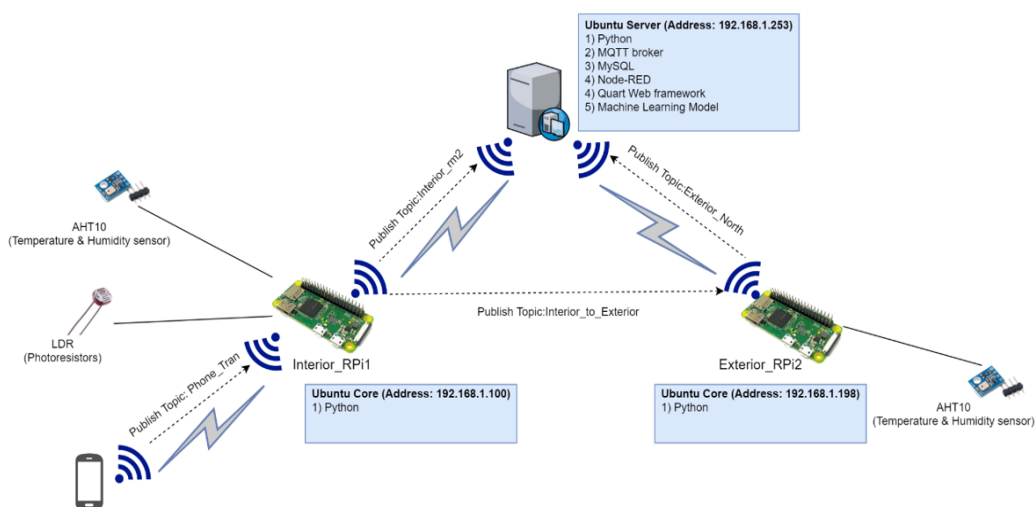 Ubuntu Server (Address: 192.168.1.253)
1) Python
2) MQTT broker
3) MySQL
4) Node-RED
4) Quart Web framework
5) Machine Learning Model
Publish Topic:Interior_rm2
Publish Topic:Exterior_North
AHT10
(Temperature & Humidity sensor)
LDR
(Photoresistors)
Publish Topic:Interior_to_Exterior
Publish Topic: Phone_Tran
Interior_RPi1
Exterior_RPi2
Ubuntu Core (Address: 192.168.1.100)
1) Python
Ubuntu Core (Address: 192.168.1.198)
1) Python
AHT10
(Temperature & Humidity sensor)